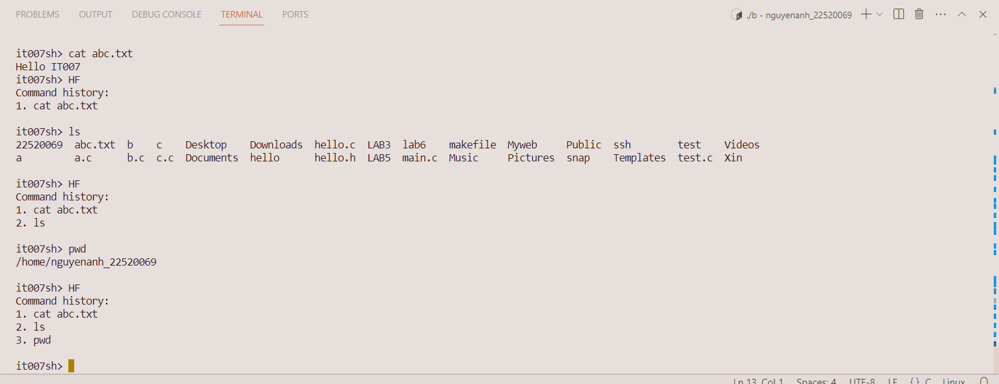 PROBLEMS OUTPUT DEBUG CONSOLE TERMINAL PORTS ./b - nguyenanh_22520069
it007sh> cat abc.txt
Hello IT007
it007sh> HF
Command history:
1. cat abc.txt
it007sh> ls
22520069 abc.txt b c Desktop Downloads hello.c LAB3 lab6 makefile Myweb Public ssh test Videos
a a.c b.c c.c Documents hello hello.h LAB5 main.c Music Pictures snap Templates test.c Xin
it007sh> HF
Command history:
1. cat abc.txt
2. ls
it007sh> pwd
/home/nguyenanh_22520069
it007sh> HF
Command history:
1. cat abc.txt
2. ls
3. pwd
it007sh>
Ln 13, Col 1 Spaces: 4 UTF-8 LF {} C Linux